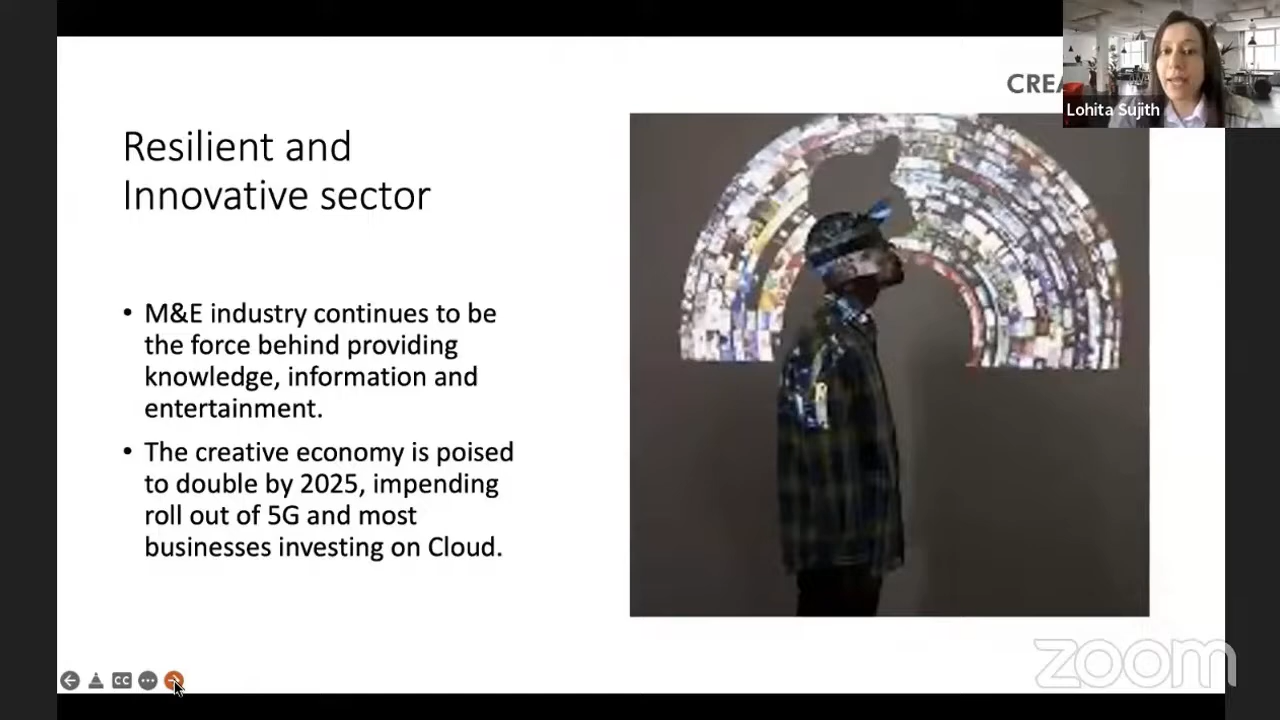 CREA
Lohita Sujith
Resilient and
Innovative sector
• M&E industry continues to be
the force behind providing
knowledge, information and
entertainment.
• The creative economy is poised
to double by 2025, impending
roll out of 5G and most
businesses investing on Cloud.
CC
zoom